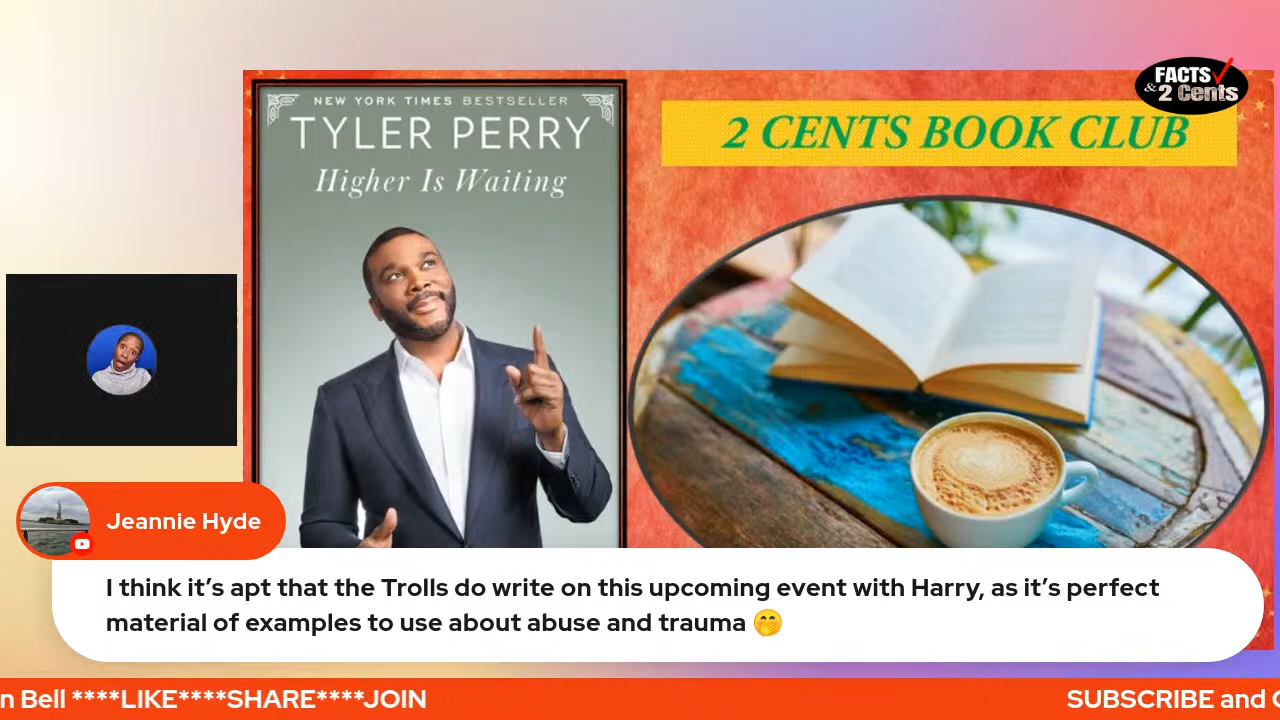 FACTS
& 2 Cents
NEW YORK TIMES BESTSELLER
TYLER PERRY
Higher Is Waiting
2 CENTS BOOK CLUB
Jeannie Hyde
I think it’s apt that the Trolls do write on this upcoming event with Harry, as it’s perfect
material of examples to use about abuse and trauma 🤭
n Bell ****LIKE****SHARE****JOIN
SUBSCRIBE and